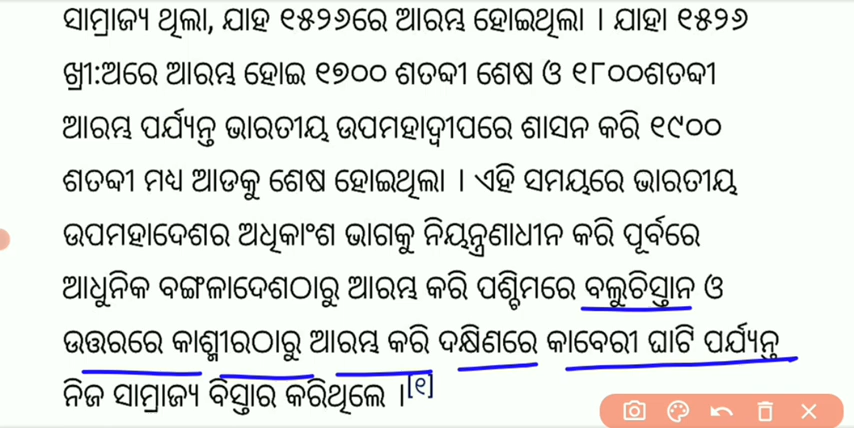 ସାମ୍ରାଜ୍ୟ ଥିଲା, ଯାହ ୧୫୨୬ରେ ଆରମ୍ଭ ହୋଇଥିଲା । ଯାହା ୧୫୨୬
ଖ୍ରୀ:ଅରେ ଆରମ୍ଭ ହୋଇ ୧୭୦୦ ଶତାବ୍ଦୀ ଶେଷ ଓ ୧୮୦୦ଶତାବ୍ଦୀ
ଆରମ୍ଭ ପର୍ଯ୍ୟନ୍ତ ଭାରତୀୟ ଉପମହାଦ୍ୱୀପରେ ଶାସନ କରି ୧୯୦୦
ଶତାବ୍ଦୀ ମଧ୍ୟ ଆଡକୁ ଶେଷ ହୋଇଥିଲା । ଏହି ସମୟରେ ଭାରତୀୟ
ଉପମହାଦେଶର ଅଧିକାଂଶ ଭାଗକୁ ନିୟନ୍ତ୍ରଣାଧୀନ କରି ପୂର୍ବରେ
ଆଧୁନିକ ବଙ୍ଗଳାଦେଶଠାରୁ ଆରମ୍ଭ କରି ପଶ୍ଚିମରେ ବଲୁଚିସ୍ତାନ ଓ
ଉତ୍ତରରେ କାଶ୍ମୀରଠାରୁ ଆରମ୍ଭ କରି ଦକ୍ଷିଣରେ କାବେରୀ ଘାଟି ପର୍ଯ୍ୟନ୍ତ
ନିଜ ସାମ୍ରାଜ୍ୟ ବିସ୍ତାର କରିଥିଲେ ।[୧]